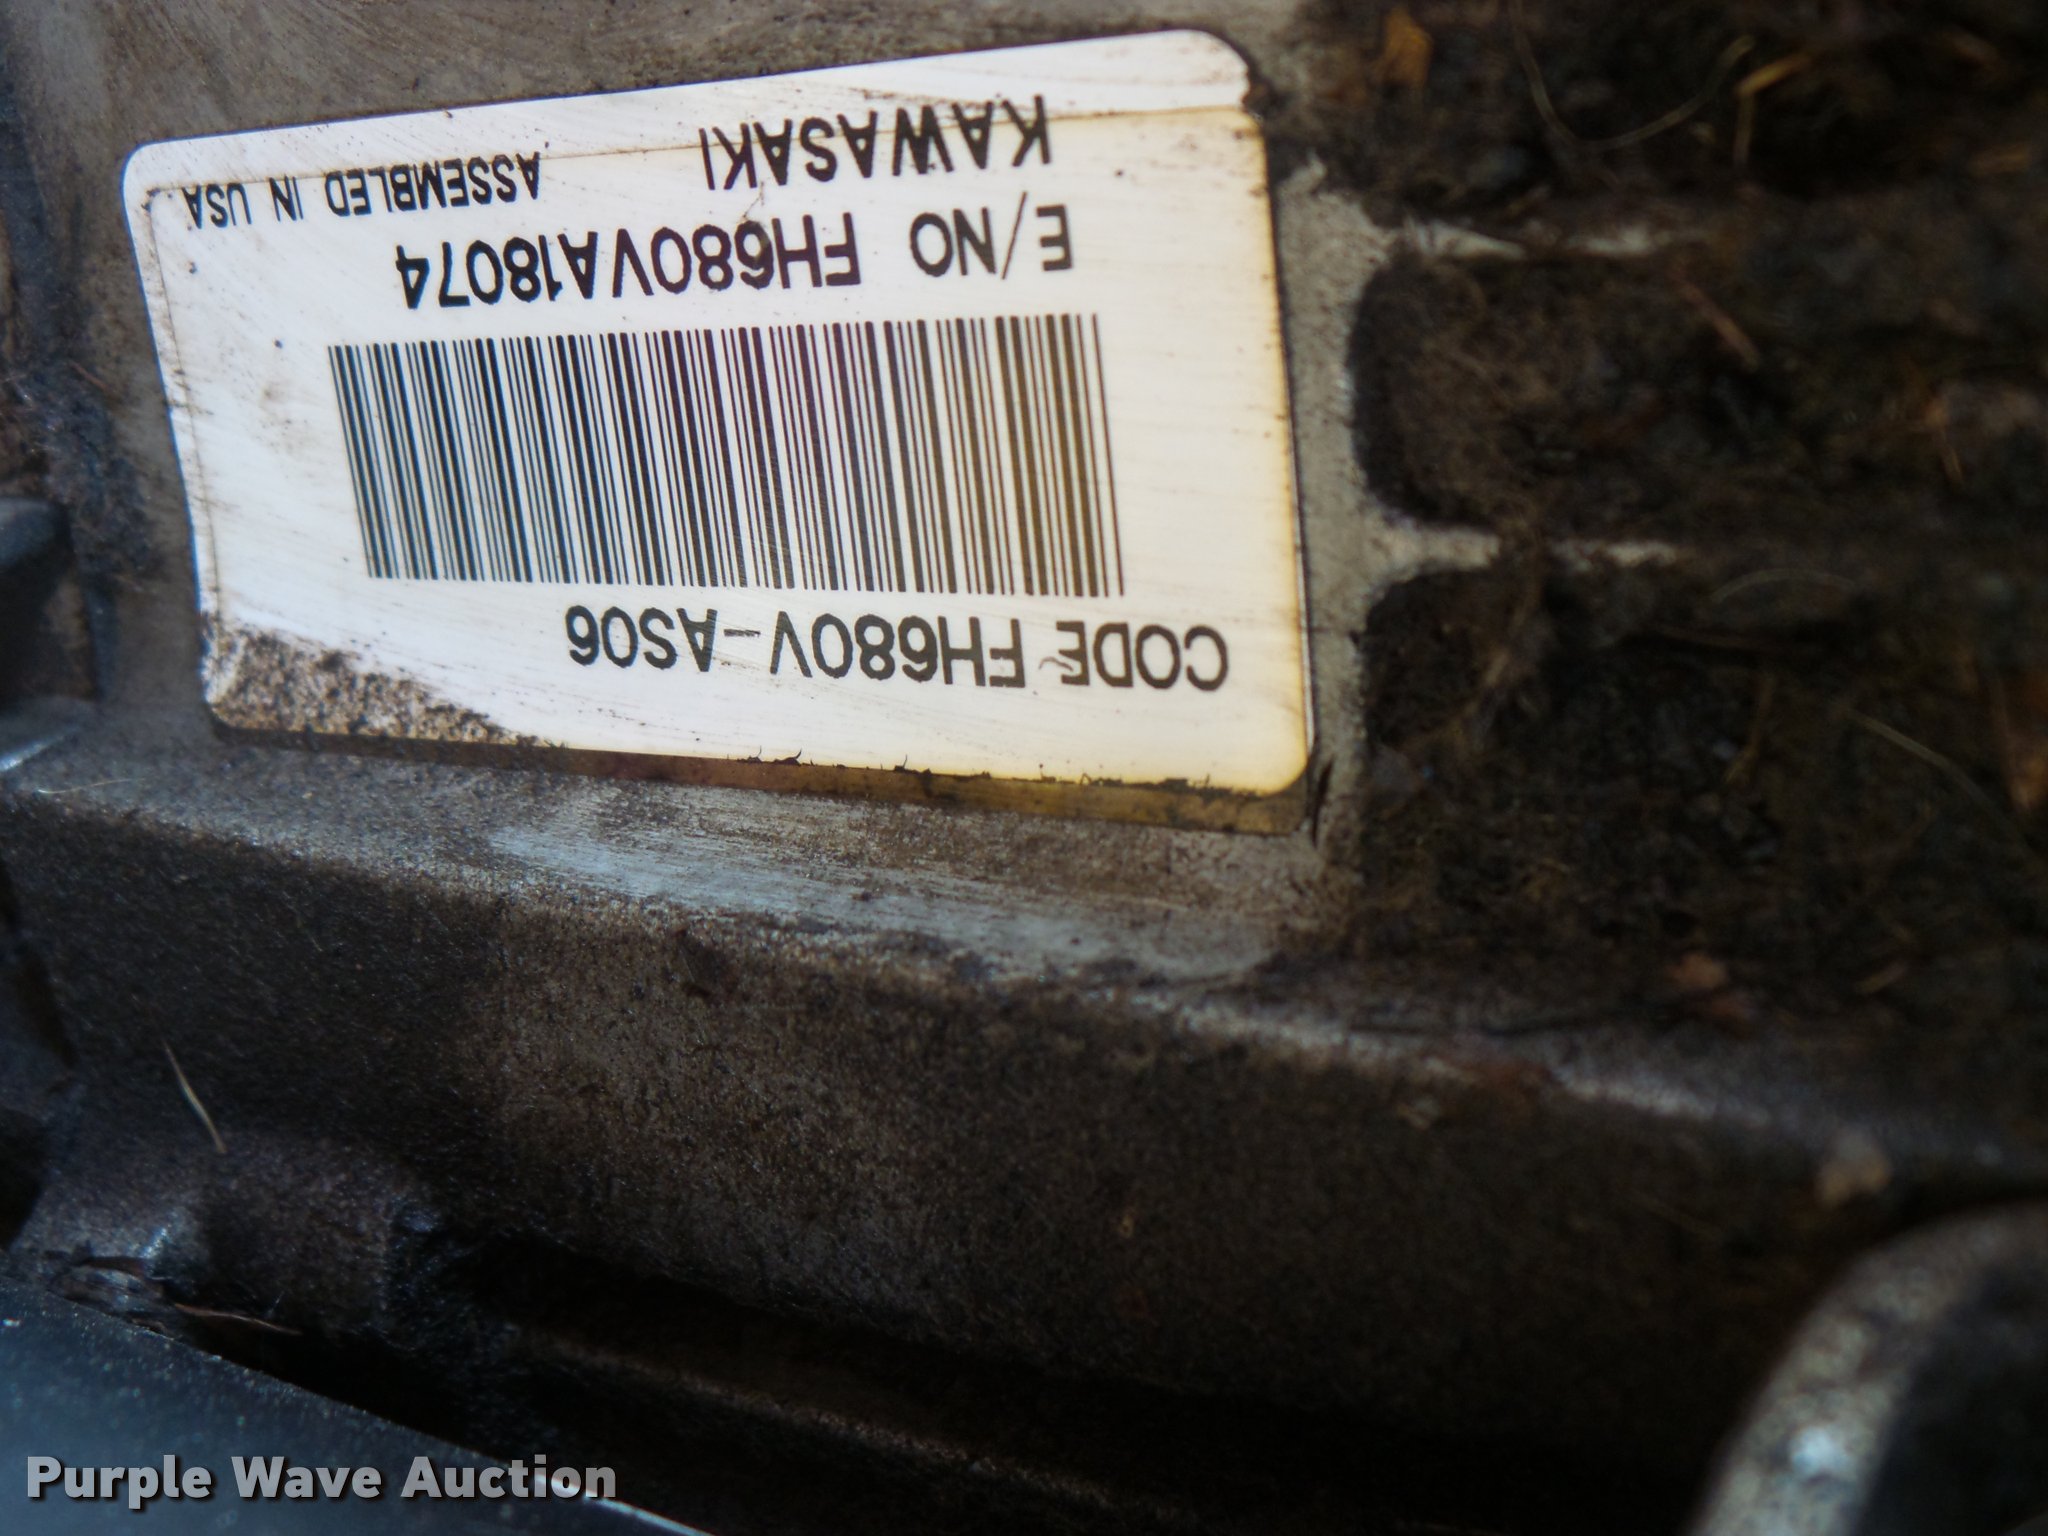 CODE FH680V-AS06
E/NO FH680VA18074
KAWASAKI ASSEMBLED IN USA
Purple Wave Auction